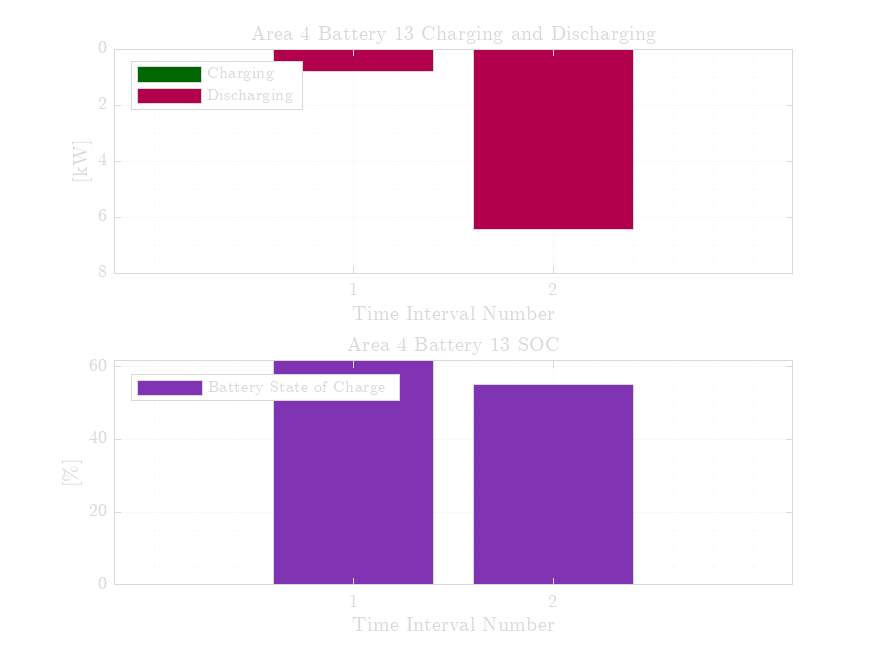 Area 4 Battery 13 Charging and Discharging
0
2
4
6
8
[kW]
Charging
Discharging
1
2
Time Interval Number
Area 4 Battery 13 SOC
60
40
20
0
[%]
Battery State of Charge
1
2
Time Interval Number